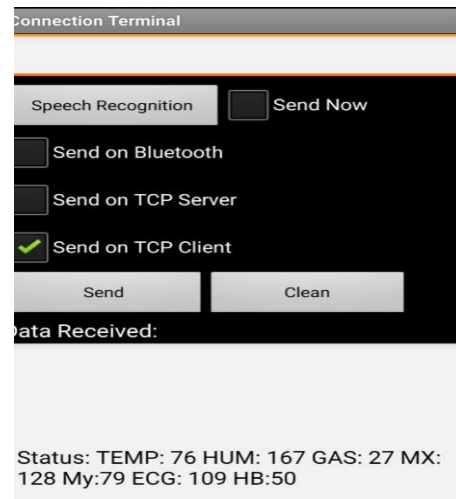 Connection Terminal
Speech Recognition Send Now
Send on Bluetooth
Send on TCP Server
Send on TCP Client
Send Clean
Data Received:
Status: TEMP: 76 HUM: 167 GAS: 27 MX:
128 My:79 ECG: 109 HB:50